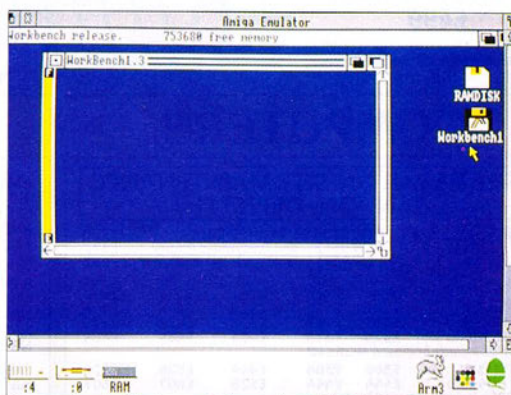 Amiga Emulator
Workbench release. 753680 free memory
WorkBench1.3
RAMDISK
Workbench1
:4 :0 RAM Arm3